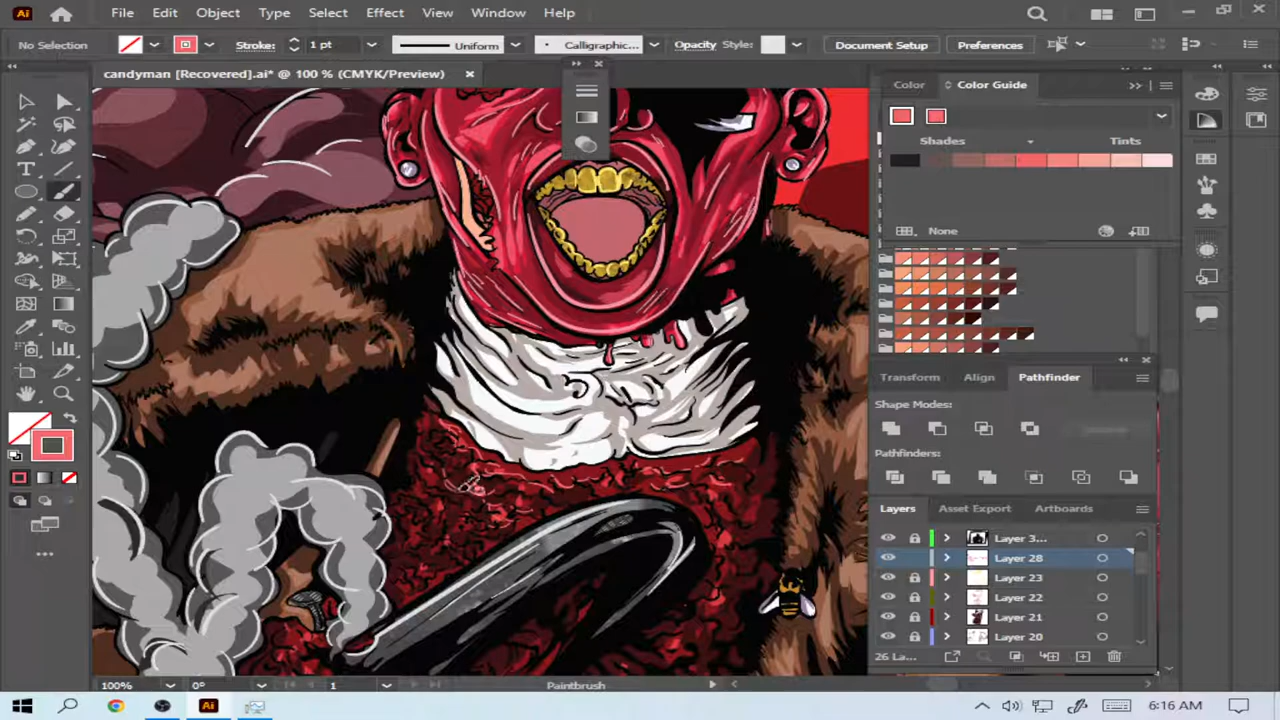 Ai File Edit Object Type Select Effect View Window Help
No Selection Stroke: 1 pt Uniform Calligraphic... Opacity Style: Document Setup Preferences
candyman [Recovered].ai* @ 100 % (CMYK/Preview)
Color Color Guide
Shades Tints
None
Transform Align Pathfinder
Shape Modes:
Pathfinders:
Layers Asset Export Artboards
Layer 3...
Layer 28
Layer 23
Layer 22
Layer 21
Layer 20
26 La...
100% 0° 1 Paintbrush
Ai 6:16 AM